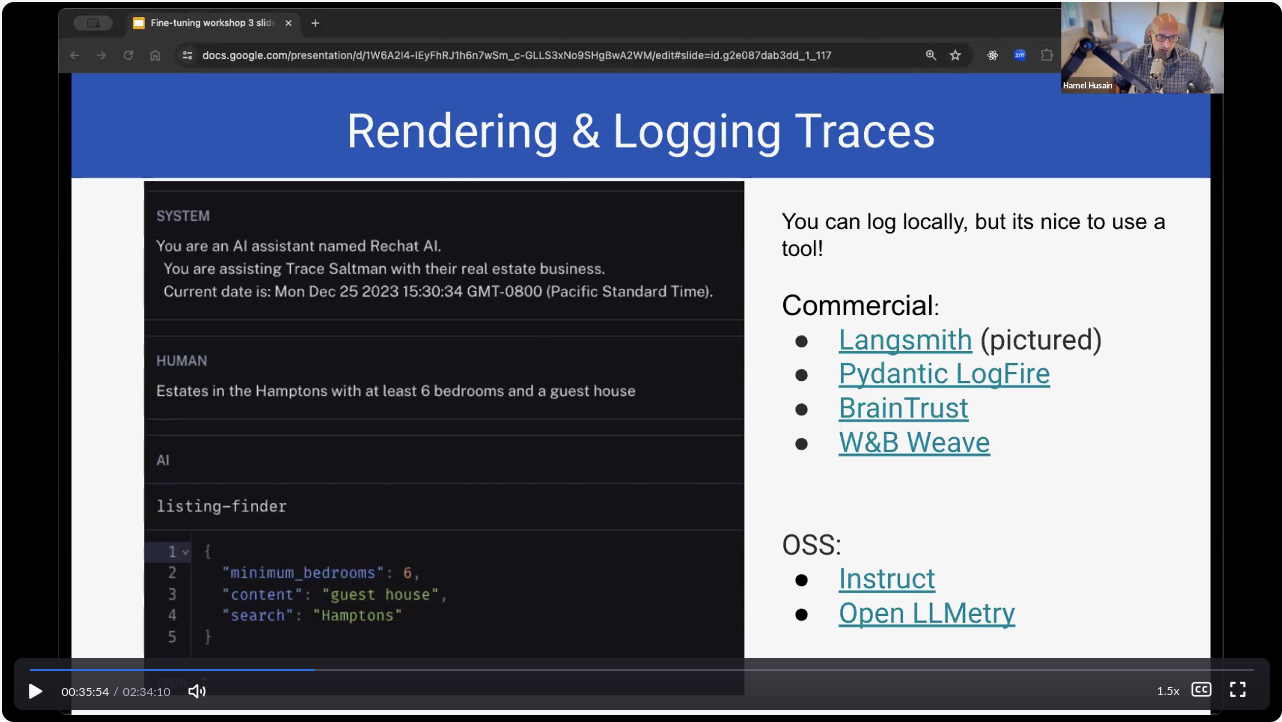 Fine-tuning workshop 3 slid
docs.google.com/presentation/d/1W6A2I4-IEyFhRJ1h6n7wSm_c-GLLS3xNo9SHgBwA2WM/edit#slide=id.g2e087dab3dd_1_117
Hamel Husain
Rendering & Logging Traces
SYSTEM
You are an AI assistant named Rechat AI.
You are assisting Trace Saltman with their real estate business.
Current date is: Mon Dec 25 2023 15:30:34 GMT-0800 (Pacific Standard Time).
HUMAN
Estates in the Hamptons with at least 6 bedrooms and a guest house
AI
listing-finder
1 {
2 "minimum_bedrooms": 6,
3 "content": "guest house",
4 "search": "Hamptons"
5 }
You can log locally, but its nice to use a
tool!
Commercial:
● Langsmith (pictured)
● Pydantic LogFire
● BrainTrust
● W&B Weave
OSS:
● Instruct
● Open LLMetry
00:35:54 / 02:34:10
1.5x
CC